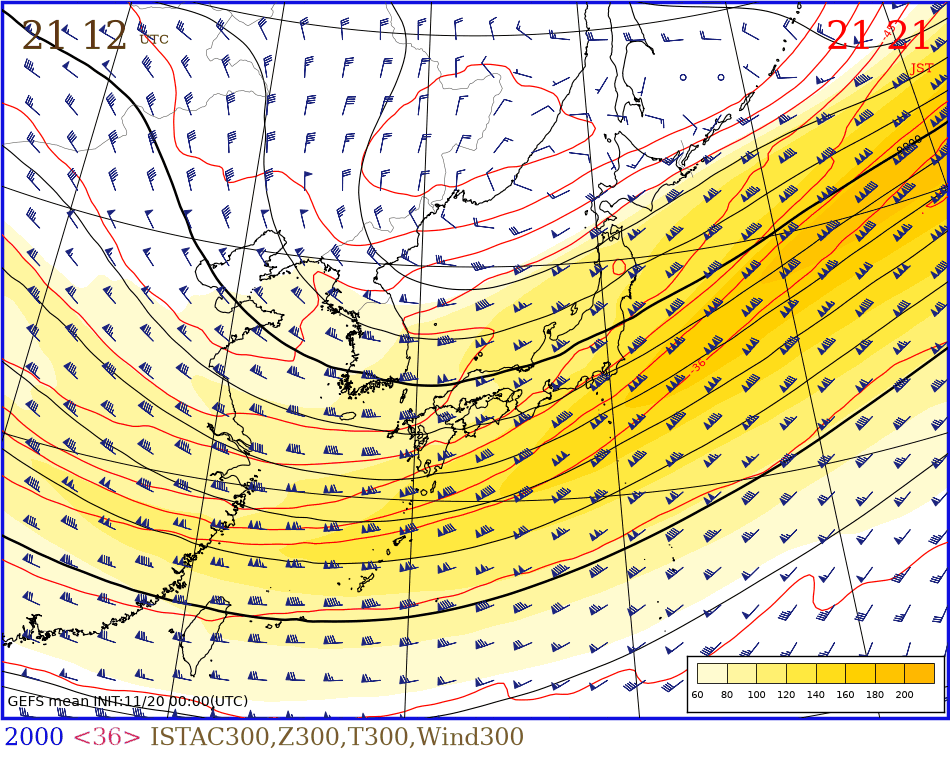 21 12 UTC
21 21
JST
-45
9000
-36
60 80 100 120 140 160 180 200
GEFS mean INIT:11/20 00:00(UTC)
2000 <36> ISTAC300,Z300,T300,Wind300